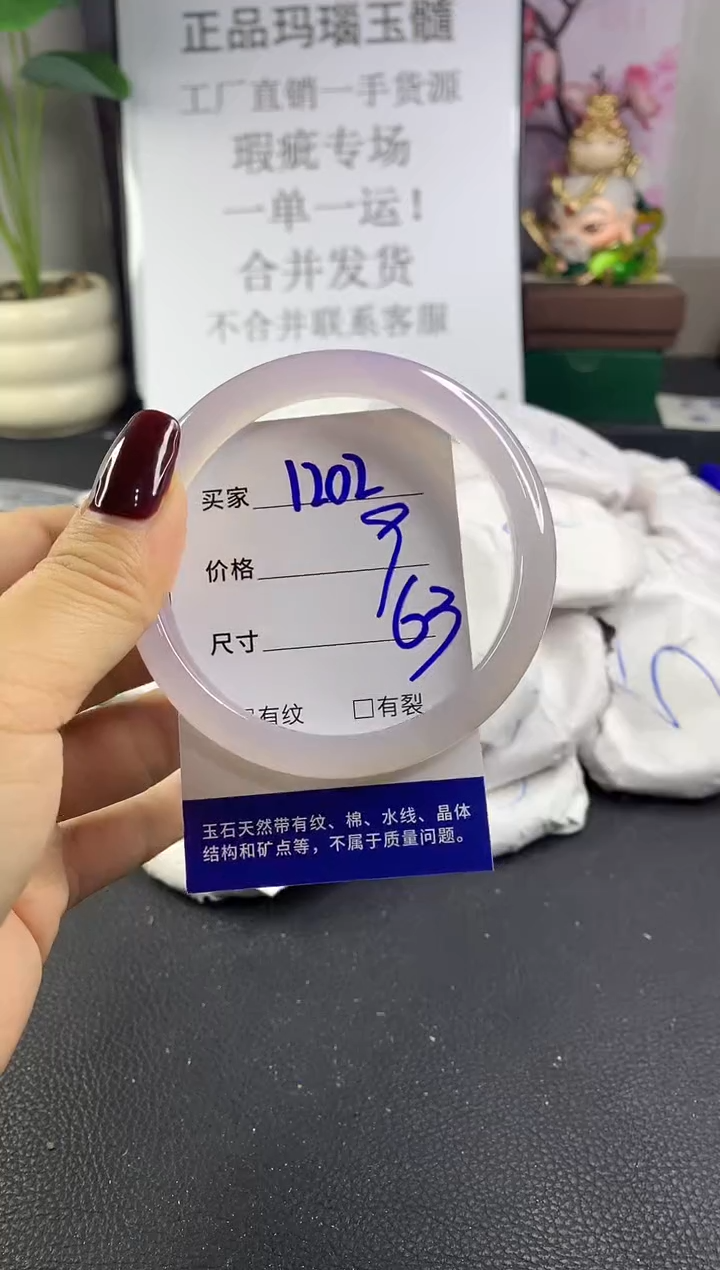 正品玛瑙玉髓
工厂直销一手货源
瑕疵专场
一单一运！
合并发货
不合并联系客服
买家 1202
价格
尺寸 63
有纹 □有裂
玉石天然带有纹、棉、水线、晶体
结构和矿点等，不属于质量问题。